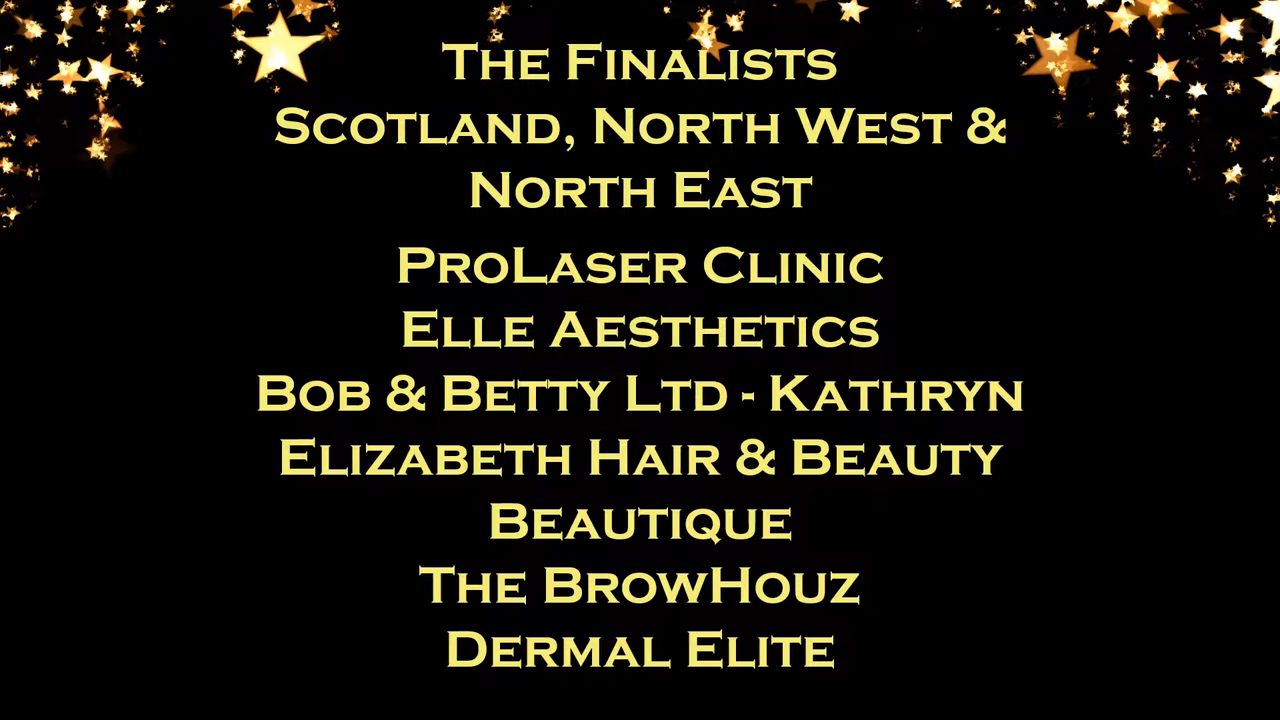 The Finalists
Scotland, North West &
North East
ProLaser Clinic
Elle Aesthetics
Bob & Betty Ltd - Kathryn
Elizabeth Hair & Beauty
Beautique
The BrowHouz
Dermal Elite